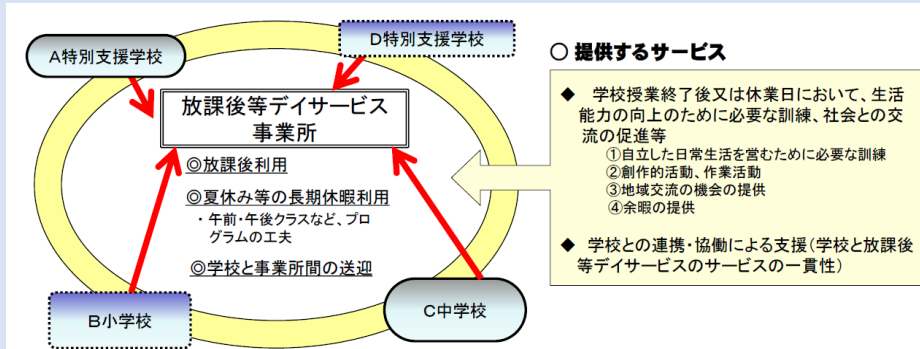 A特別支援学校
D特別支援学校
放課後等デイサービス
事業所
◎放課後利用
◎夏休み等の長期休暇利用
・午前・午後クラスなど、プロ
グラムの工夫
◎学校と事業所間の送迎
B小学校
C中学校
○ 提供するサービス
◆ 学校授業終了後又は休業日において、生活
能力の向上のために必要な訓練、社会との交
流の促進等
①自立した日常生活を営むために必要な訓練
②創作的活動、作業活動
③地域交流の機会の提供
④余暇の提供
◆ 学校との連携・協働による支援(学校と放課後
等デイサービスのサービスの一貫性)